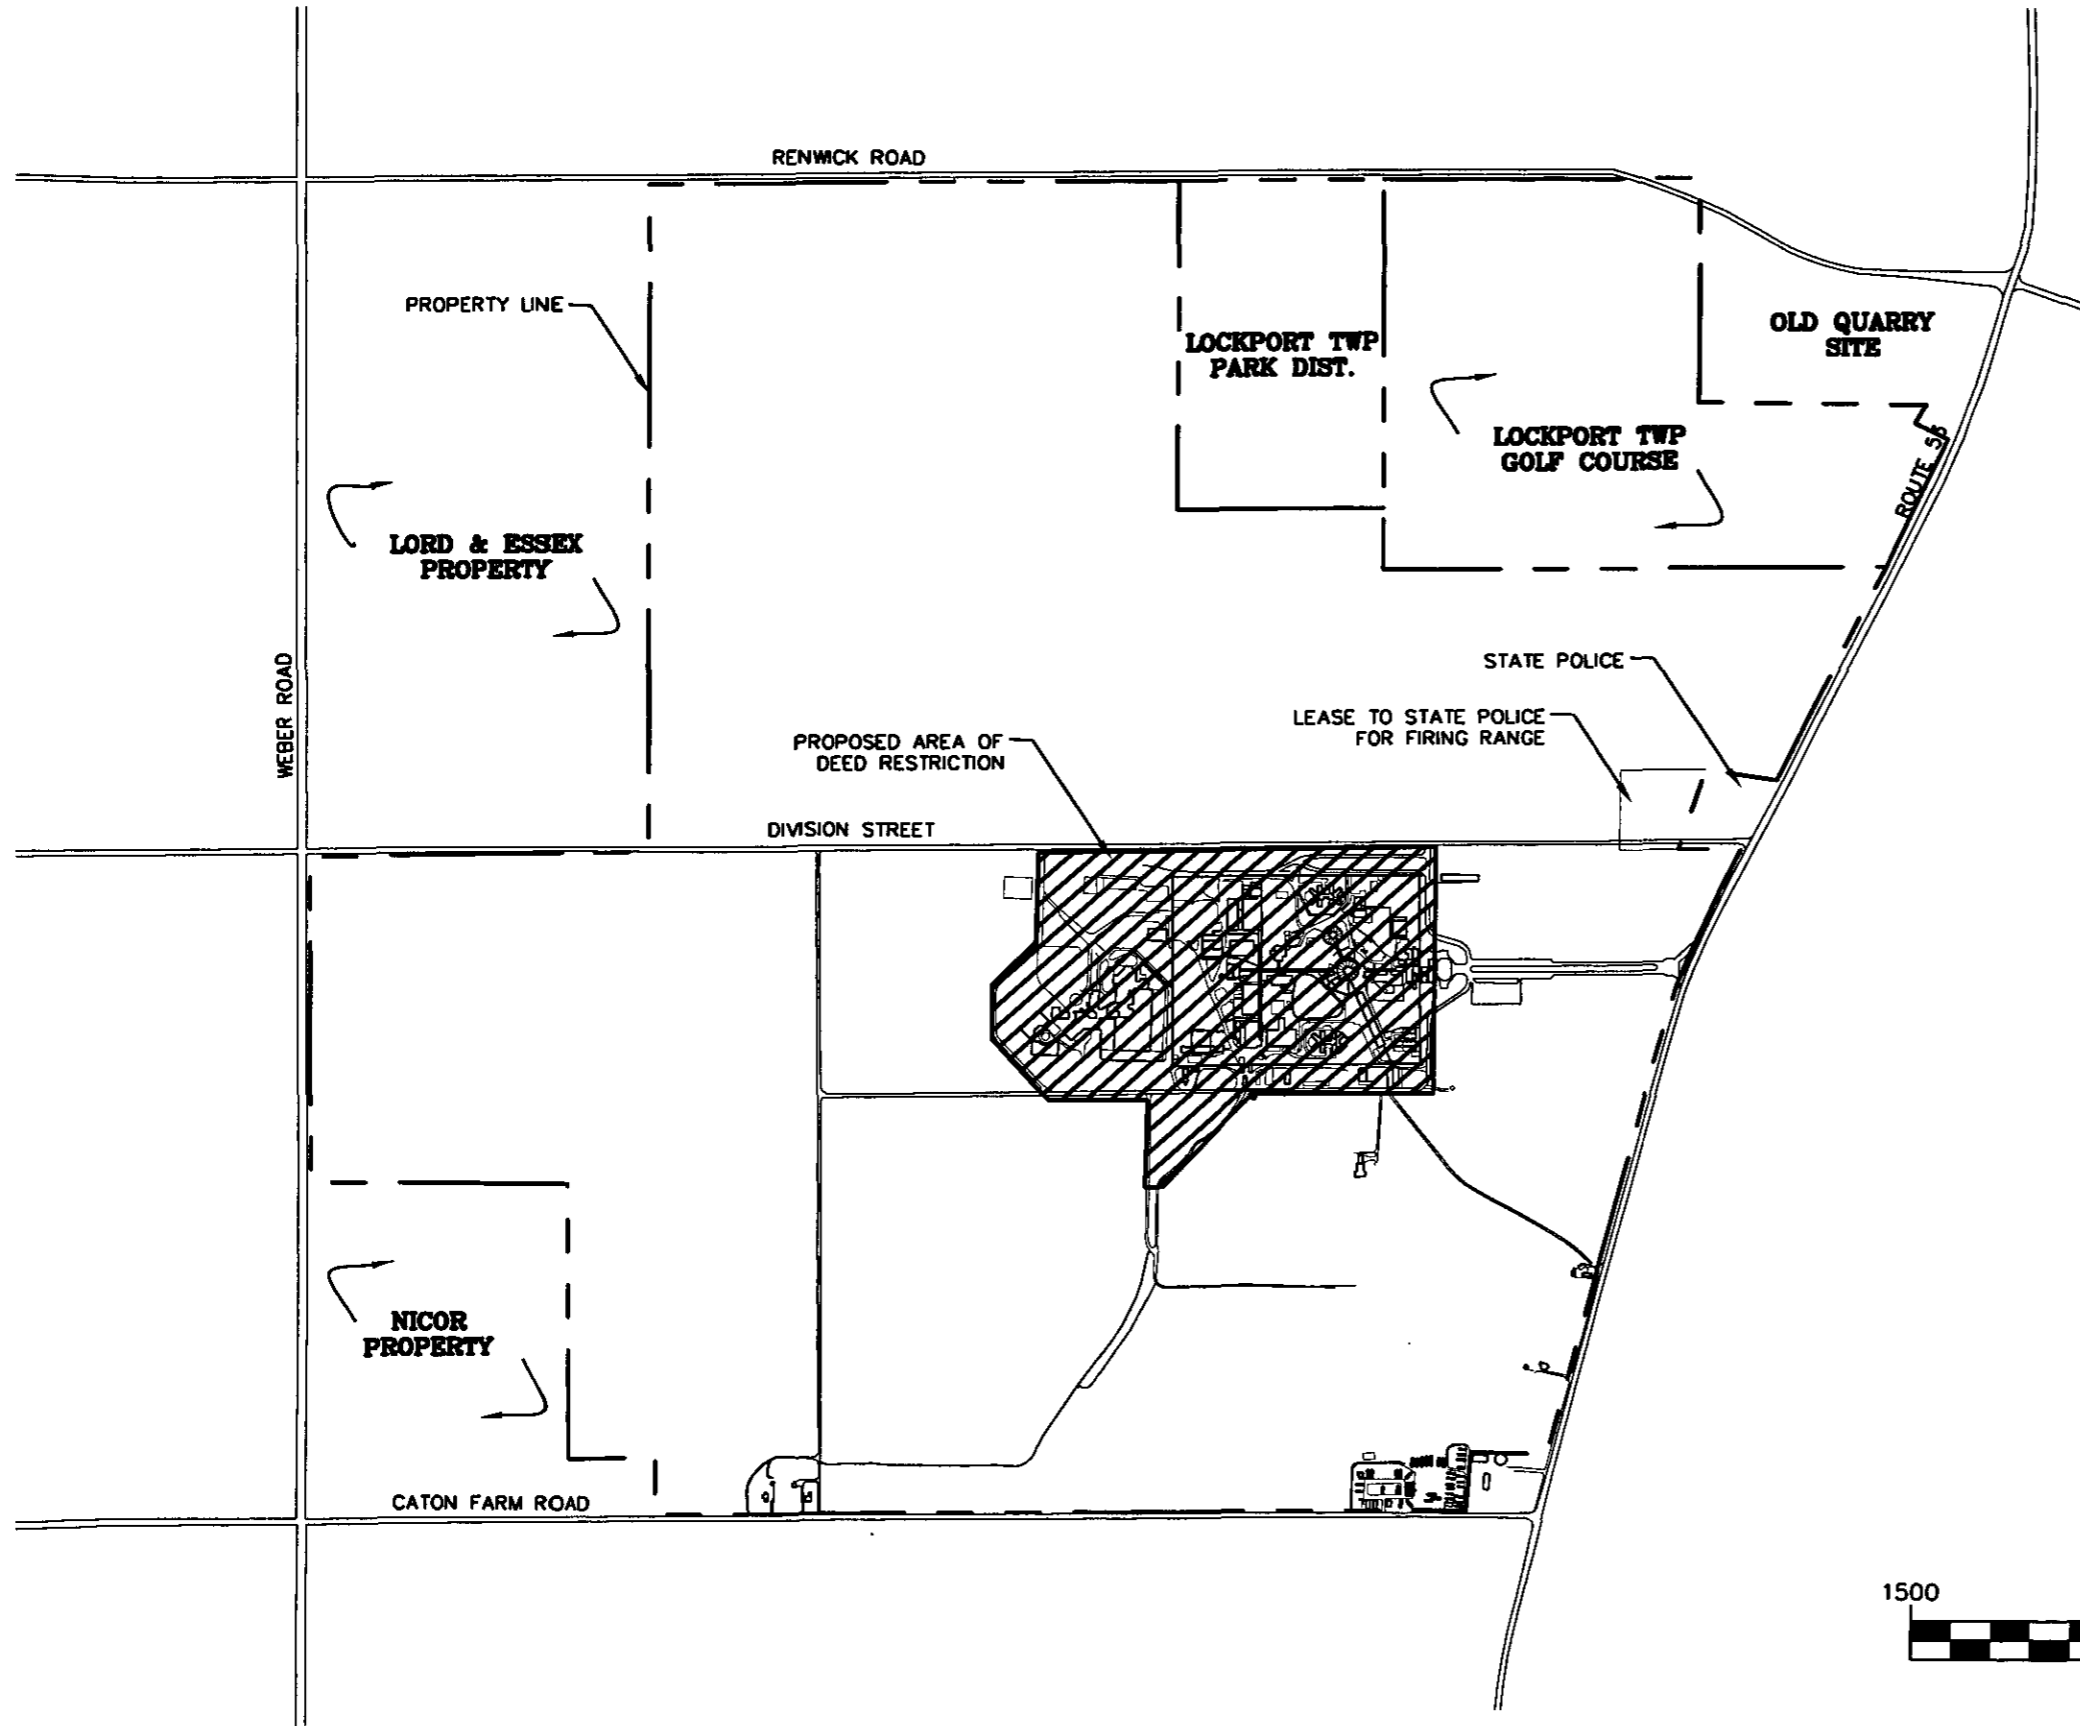 RENWICK ROAD
PROPERTY LINE
LOCKPORT TWP
PARK DIST.
OLD QUARRY
SITE
LOCKPORT TWP
GOLF COURSE
ROUTE 53
LORD & ESSEX
PROPERTY
WEBER ROAD
STATE POLICE
LEASE TO STATE POLICE
FOR FIRING RANGE
PROPOSED AREA OF
DEED RESTRICTION
DIVISION STREET
NICOR
PROPERTY
CATON FARM ROAD
1500